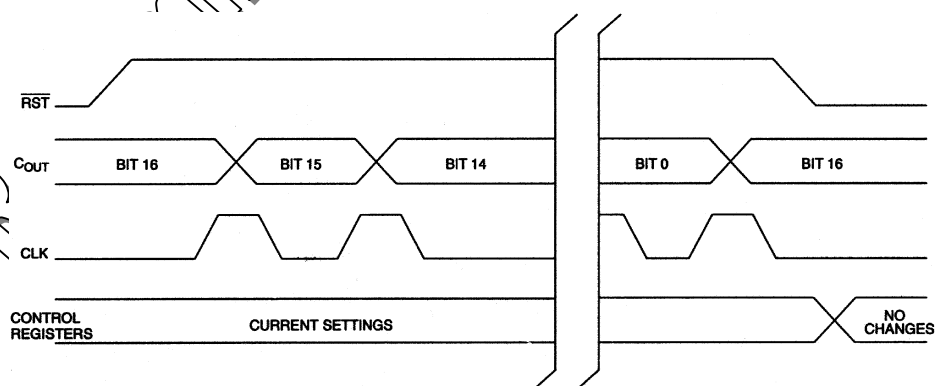 RST
COUT
BIT 16
BIT 15
BIT 14
BIT 0
BIT 16
CLK
CONTROL
REGISTERS
CURRENT SETTINGS
NO
CHANGES